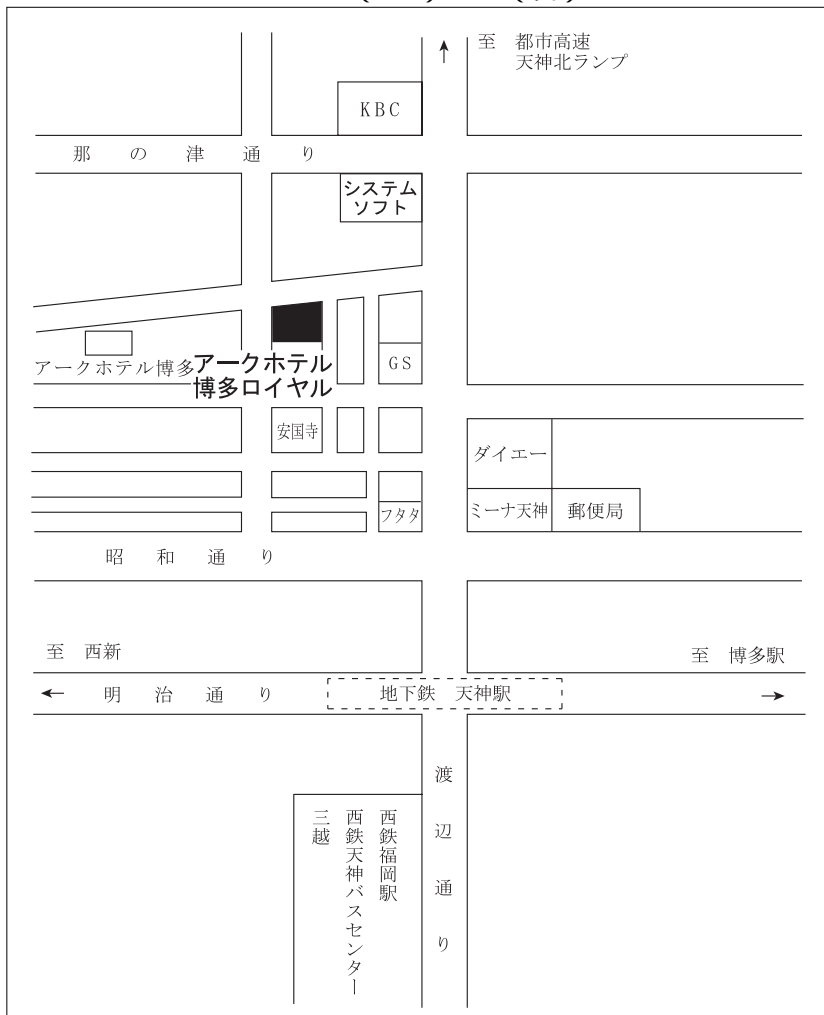 至 都市高速
天神北ランプ
KBC
那の津通り
システム
ソフト
アークホテル博多
アークホテル
博多ロイヤル
GS
安国寺
ダイエー
フタタ
ミーナ天神
郵便局
昭和通り
至 西新
至 博多駅
← 明治通り
地下鉄 天神駅
→
渡辺通り
西鉄福岡駅
西鉄天神バスセンター
三越